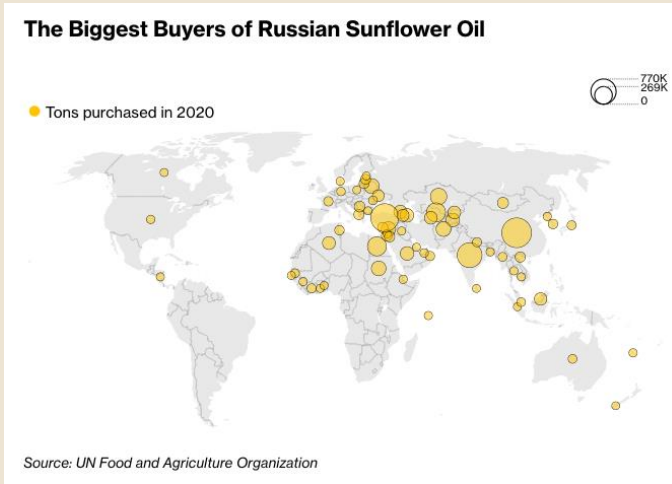 The Biggest Buyers of Russian Sunflower Oil
770K
269K
0
Tons purchased in 2020
Source: UN Food and Agriculture Organization